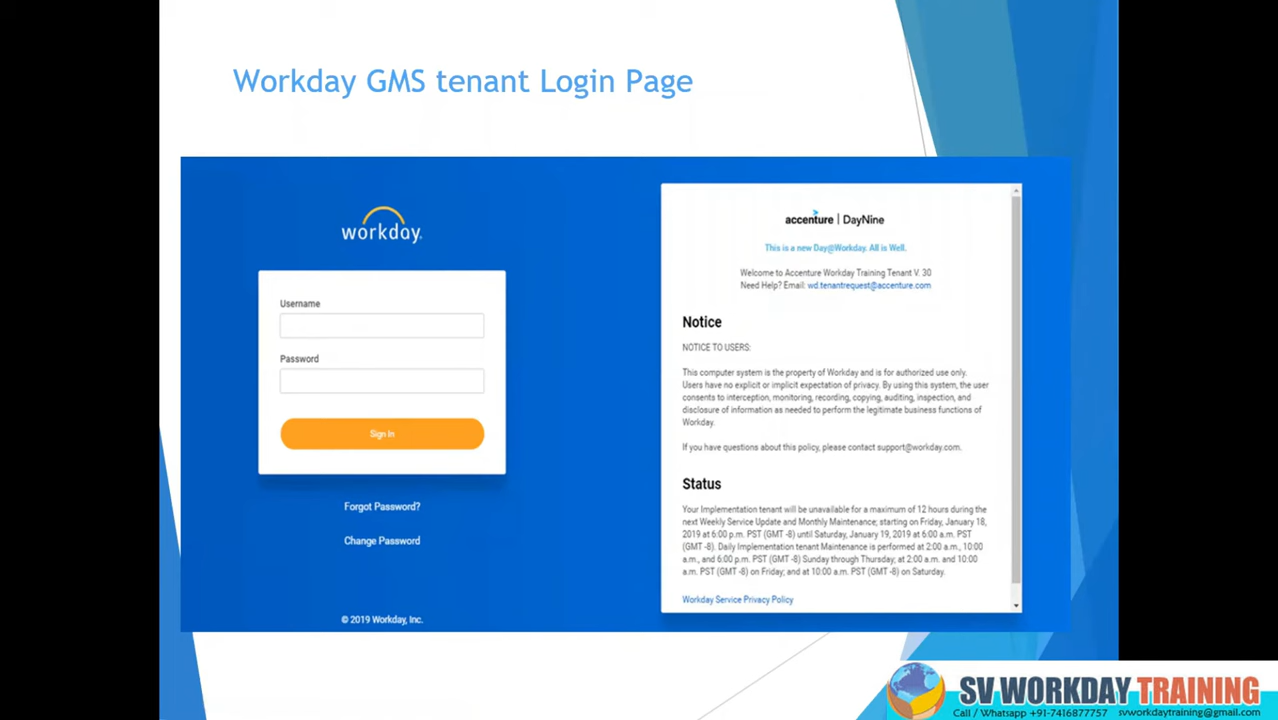 Workday GMS tenant Login Page
workday.
Username
Password
Sign In
Forgot Password?
Change Password
© 2019 Workday, Inc.
accenture | DayNine
This is a new Day@Workday. All is Well.
Welcome to Accenture Workday Training Tenant V. 30
Need Help? Email: wd.tenantrequest@accenture.com
Notice
NOTICE TO USERS:
This computer system is the property of Workday and is for authorized use only.
Users have no explicit or implicit expectation of privacy. By using this system, the user
consents to interception, monitoring, recording, copying, auditing, inspection, and
disclosure of information as needed to perform the legitimate business functions of
Workday.
If you have questions about this policy, please contact support@workday.com.
Status
Your Implementation tenant will be unavailable for a maximum of 12 hours during the
next Weekly Service Update and Monthly Maintenance; starting on Friday, January 18,
2019 at 6:00 p.m. PST (GMT -8) until Saturday, January 19, 2019 at 6:00 a.m. PST
(GMT -8). Daily Implementation tenant Maintenance is performed at 2:00 a.m., 10:00
a.m., and 6:00 p.m. PST (GMT -8) Sunday through Thursday; at 2:00 a.m. and 10:00
a.m. PST (GMT -8) on Friday; and at 10:00 a.m. PST (GMT -8) on Saturday.
Workday Service Privacy Policy
SV WORKDAY TRAINING
Call / Whatsapp +91-7416877757 svworkdaytraining@gmail.com